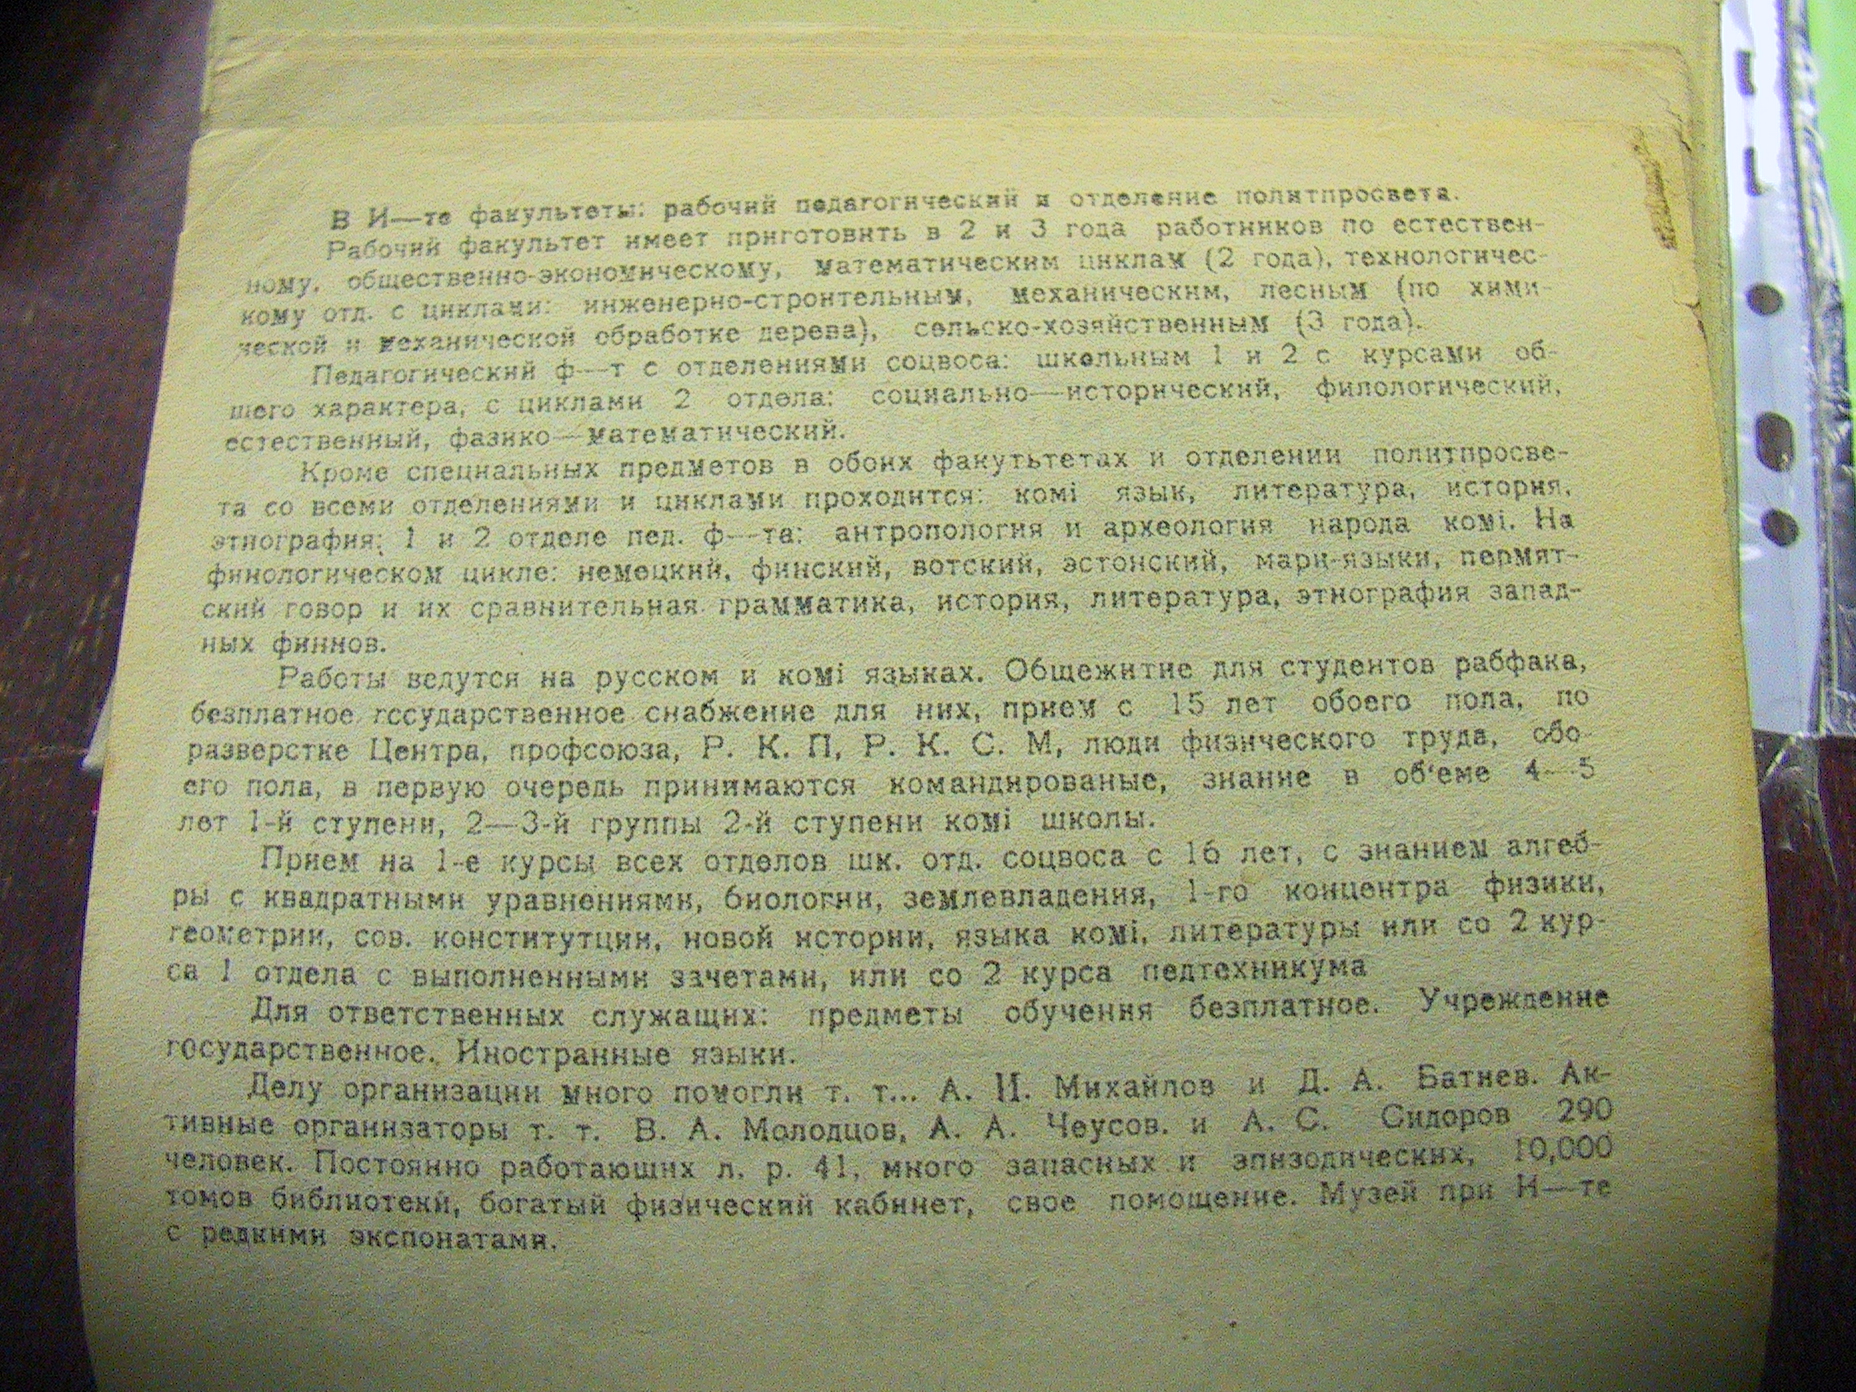 В И—те факультеты: рабочий педагогический и отделение политпросвета.
Рабочий факультет имеет приготовить в 2 и 3 года работников по естествен-
ному, общественно-экономическому, математическим циклам (2 года), технологичес-
кому отд. с циклами: инженерно-строительным, механическим, лесным (по хими-
ческой и механической обработке дерева), сельско-хозяйственным (3 года).
Педагогический ф—т с отделениями соцвоса: школьным 1 и 2 с курсами об-
щего характера, с циклами 2 отдела: социально—исторический, филологический,
естественный, фазико—математический.
Кроме специальных предметов в обоих факутьтетах и отделении политпросве-
та со всеми отделениями и циклами проходится: комі язык, литература, история,
этнография; 1 и 2 отделе пед. ф—та: антропология и археология народа комі. На
финологическом цикле: немецкий, финский, вотский, эстонский, мари-языки, пермят-
ский говор и их сравнительная грамматика, история, литература, этнография запад-
ных финнов.
Работы ведутся на русском и комі языках. Общежитие для студентов рабфака,
безплатное государственное снабжение для них, прием с 15 лет обоего пола, по
разверстке Центра, профсоюза, Р. К. П, Р. К. С. М, люди физического труда, обо-
его пола, в первую очередь принимаются командированые, знание в об'еме 4—5
лет 1-й ступени, 2—3-й группы 2-й ступени комі школы.
Прием на 1-е курсы всех отделов шк. отд. соцвоса с 16 лет, с знанием алгеб-
ры с квадратными уравнениями, биологии, землевладения, 1-го концентра физики,
геометрии, сов. конститутции, новой истории, языка комі, литературы или со 2 кур-
са 1 отдела с выполненными зачетами, или со 2 курса педтехникума
Для ответственных служащих: предметы обучения безплатное. Учреждение
государственное. Иностранные языки.
Делу организации много помогли т. т... А. И. Михайлов и Д. А. Батиев. Ак-
тивные организаторы т. т. В. А. Молодцов, А. А. Чеусов. и А. С. Сидоров 290
человек. Постоянно работающих л. р. 41, много запасных и эпизодических, 10,000
томов библиотеки, богатый физический кабинет, свое помощение. Музей при И—те
с редкими экспонатами.